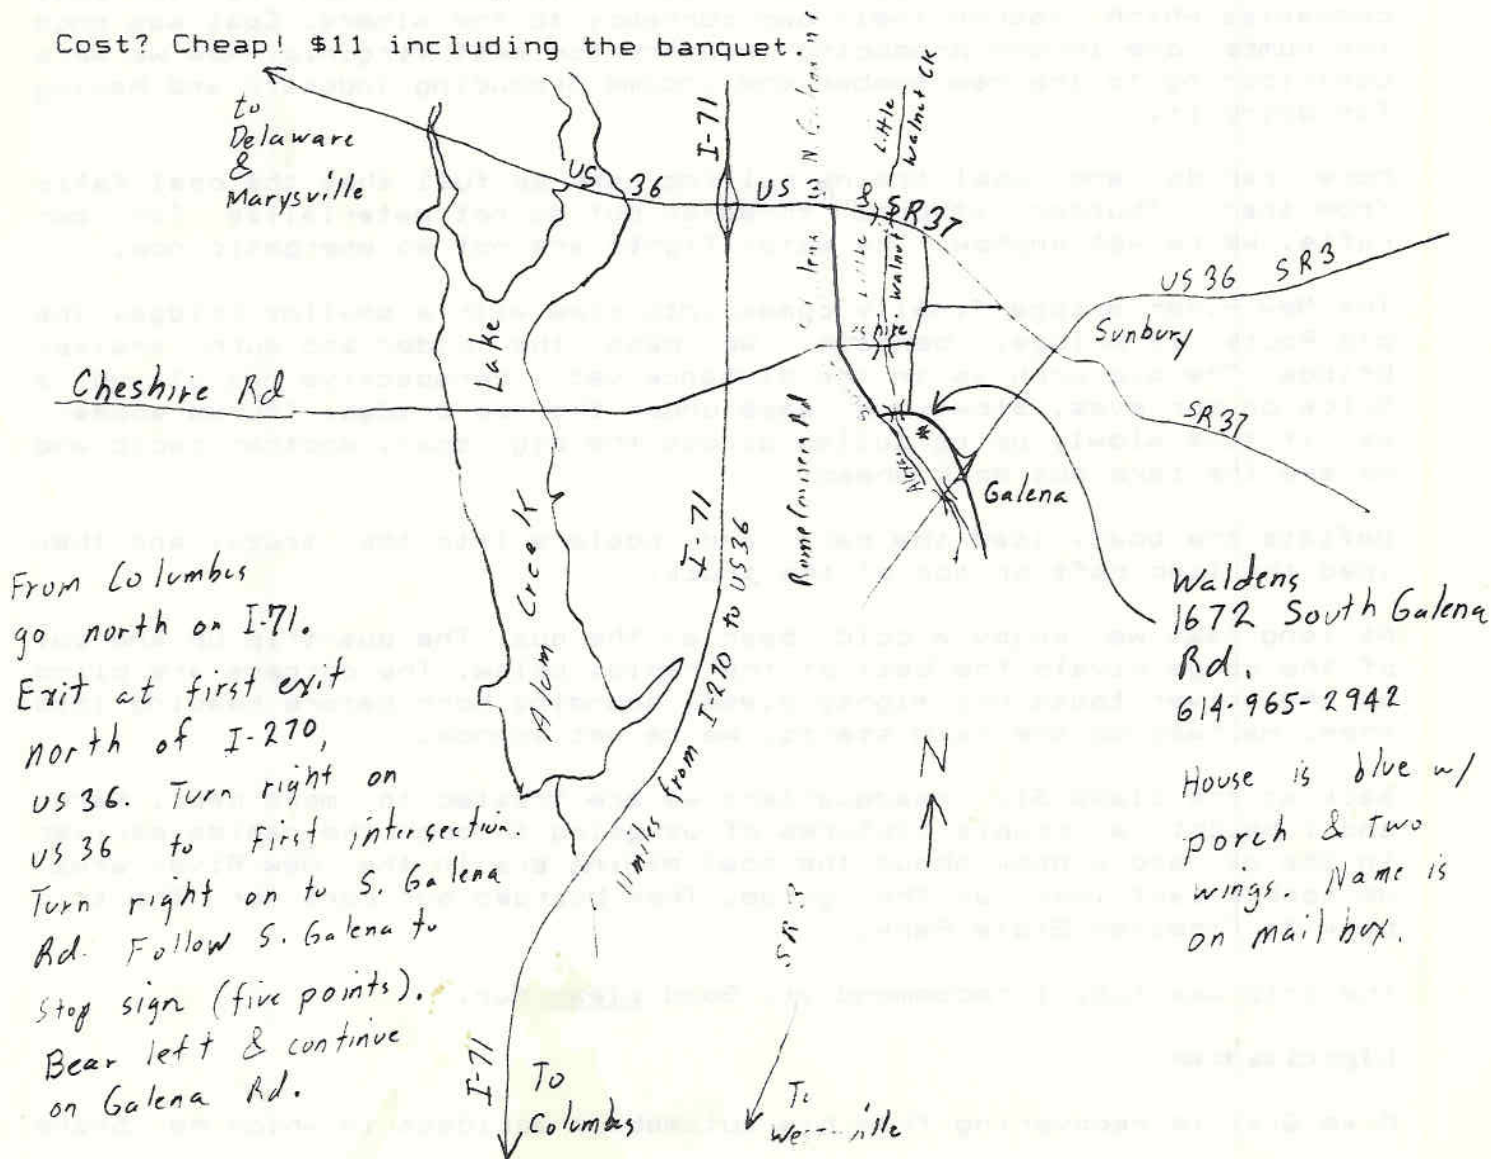 Cost? Cheap! $11 including the banquet.
to
Delaware
&
Marysville
I-71
US 36
US
SR37
Little
Walnut CK
Little
Walnut
US 36 SR3
Sunbury
Lake
Cheshire Rd
SR37
Galena
I-71
Alum Creek
from I-270 to US36
11 miles
From Columbus
go north on I-71.
Exit at first exit
north of I-270,
US 36. Turn right on
US 36 to first intersection
Turn right on to S. Galena
Rd. Follow S. Galena to
Stop sign (five points).
Bear left & continue
on Galena Rd.
Waldens
1672 South Galena
Rd.
614-965-2942
House is blue w/
porch & two
wings. Name is
on mail box.
N
SR 3
I-71
To
Columbus
To